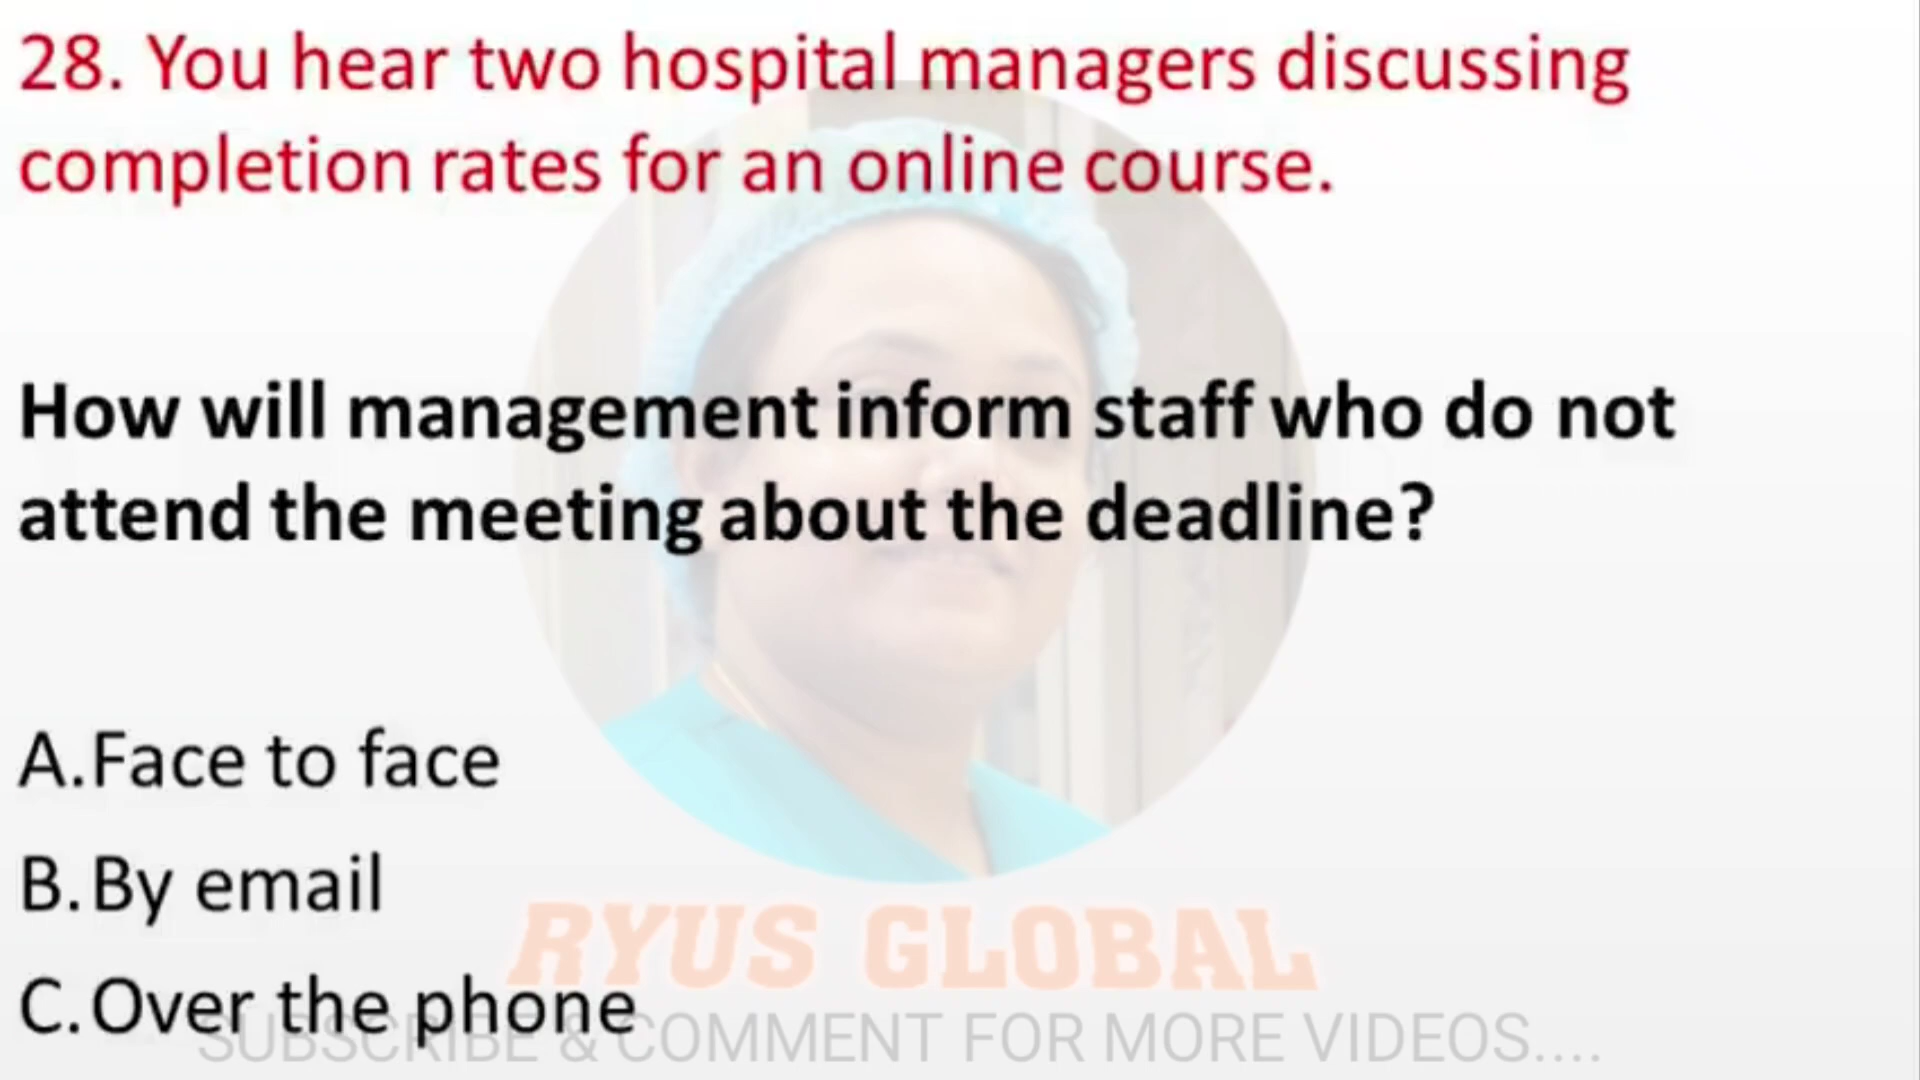 28. You hear two hospital managers discussing
completion rates for an online course.
How will management inform staff who do not
attend the meeting about the deadline?
A.Face to face
B.By email
C.Over the phone
RYUS GLOBAL
SUBSCRIBE & COMMENT FOR MORE VIDEOS....